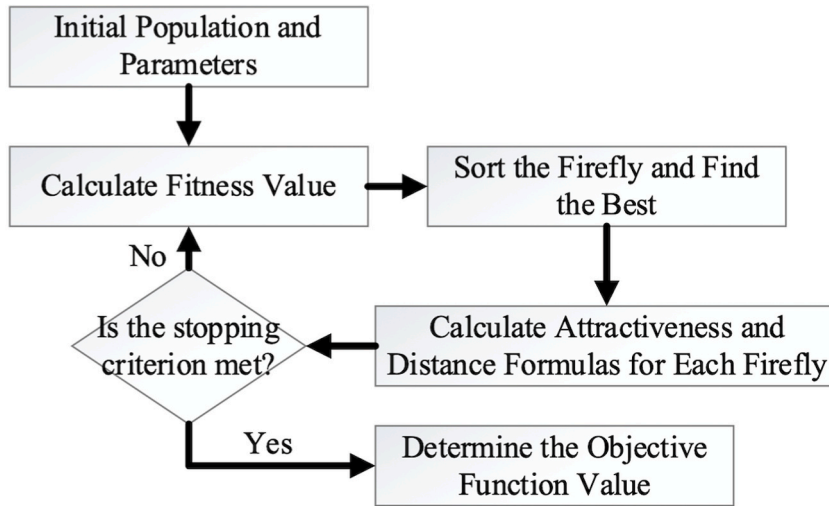 Initial Population and
Parameters
Calculate Fitness Value
Sort the Firefly and Find
the Best
Calculate Attractiveness and
Distance Formulas for Each Firefly
Is the stopping
criterion met?
No
Yes
Determine the Objective
Function Value